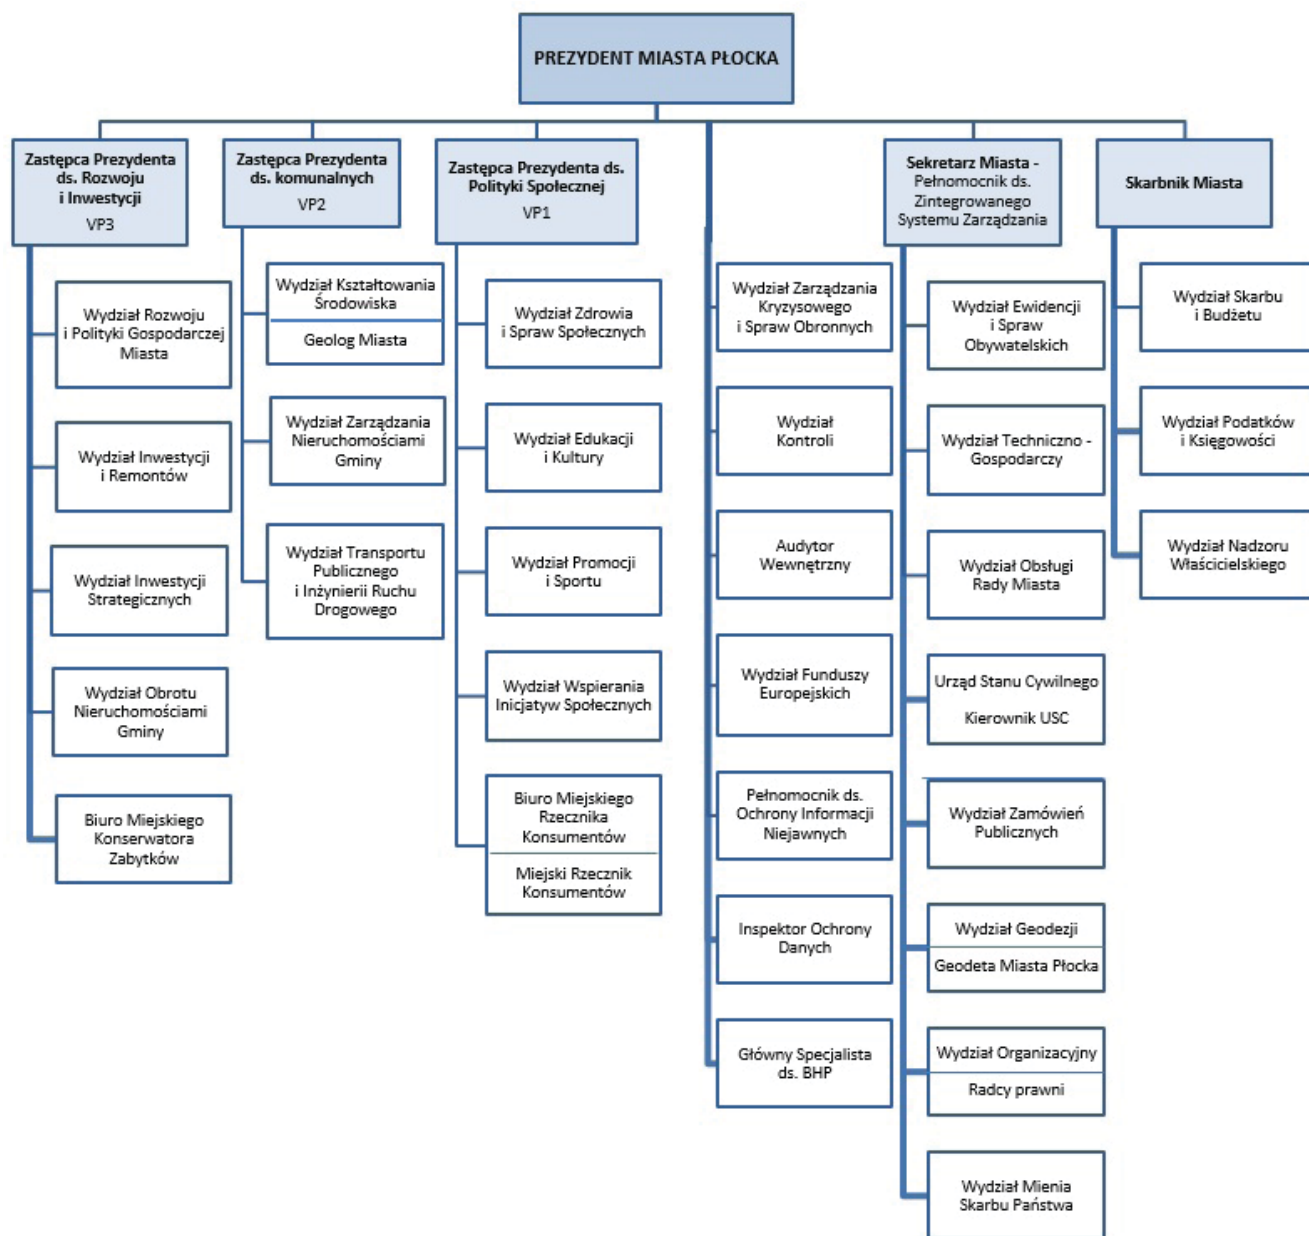 PREZYDENT MIASTA PŁOCKA
Zastępca Prezydenta
ds. Rozwoju
i Inwestycji
VP3
Zastępca Prezydenta
ds. komunalnych
VP2
Zastępca Prezydenta ds.
Polityki Społecznej
VP1
Sekretarz Miasta -
Pełnomocnik ds.
Zintegrowanego
Systemu Zarządzania
Skarbnik Miasta
Wydział Rozwoju
i Polityki Gospodarczej
Miasta
Wydział Inwestycji
i Remontów
Wydział Inwestycji
Strategicznych
Wydział Obrotu
Nieruchomościami
Gminy
Biuro Miejskiego
Konserwatora
Zabytków
Wydział Kształtowania
Środowiska
Geolog Miasta
Wydział Zarządzania
Nieruchomościami
Gminy
Wydział Transportu
Publicznego
i Inżynierii Ruchu
Drogowego
Wydział Zdrowia
i Spraw Społecznych
Wydział Edukacji
i Kultury
Wydział Promocji
i Sportu
Wydział Wspierania
Inicjatyw Społecznych
Biuro Miejskiego
Rzecznika
Konsumentów
Miejski Rzecznik
Konsumentów
Wydział Zarządzania
Kryzysowego
i Spraw Obronnych
Wydział
Kontroli
Audytor
Wewnętrzny
Wydział Funduszy
Europejskich
Pełnomocnik ds.
Ochrony Informacji
Niejawnych
Inspektor Ochrony
Danych
Główny Specjalista
ds. BHP
Wydział Ewidencji
i Spraw
Obywatelskich
Wydział Techniczno -
Gospodarczy
Wydział Obsługi
Rady Miasta
Urząd Stanu Cywilnego
Kierownik USC
Wydział Zamówień
Publicznych
Wydział Geodezji
Geodeta Miasta Płocka
Wydział Organizacyjny
Radcy prawni
Wydział Mienia
Skarbu Państwa
Wydział Skarbu
i Budżetu
Wydział Podatków
i Księgowości
Wydział Nadzoru
Właścicielskiego